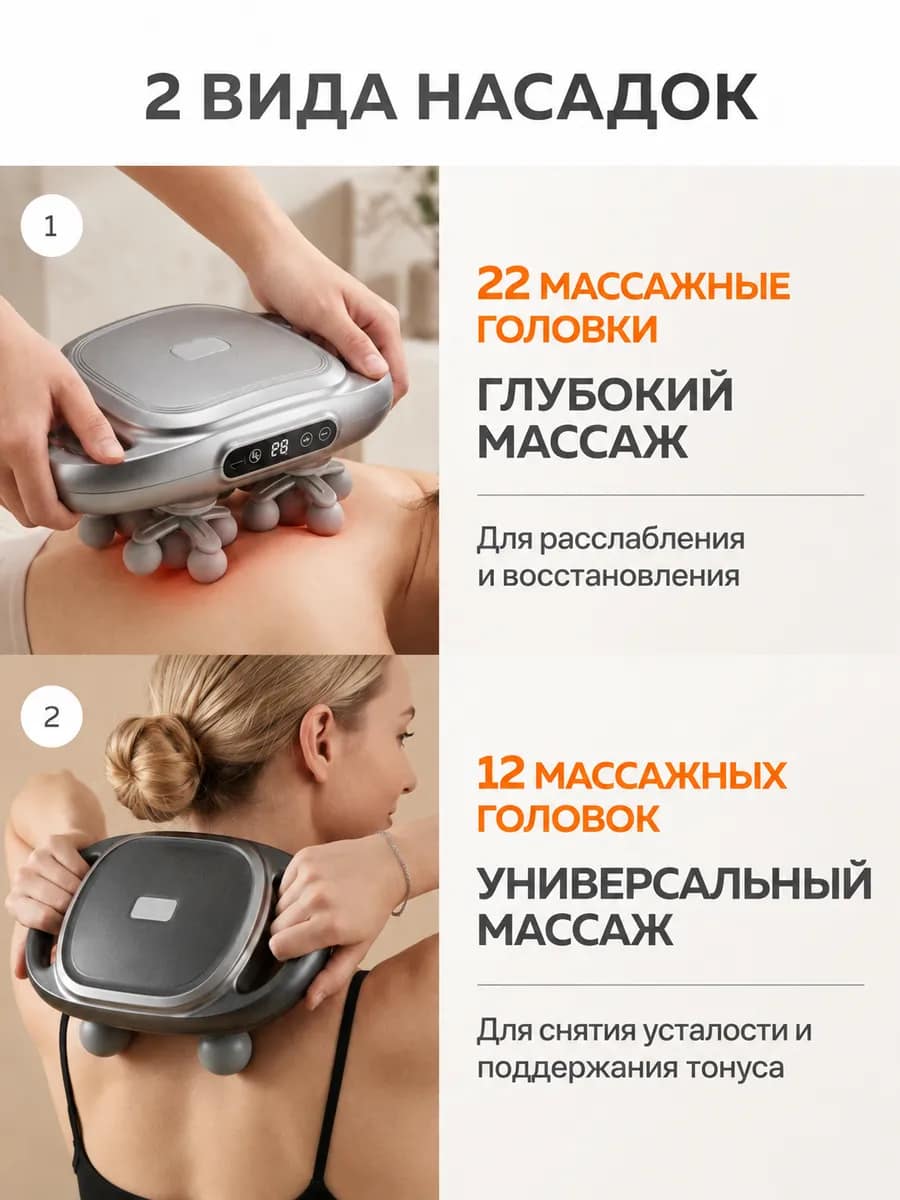 2 ВИДА НАСАДОК
1
22 МАССАЖНЫЕ
ГОЛОВКИ
ГЛУБОКИЙ
МАССАЖ
Для расслабления
и восстановления
2
12 МАССАЖНЫХ
ГОЛОВОК
УНИВЕРСАЛЬНЫЙ
МАССАЖ
Для снятия усталости и
поддержания тонуса